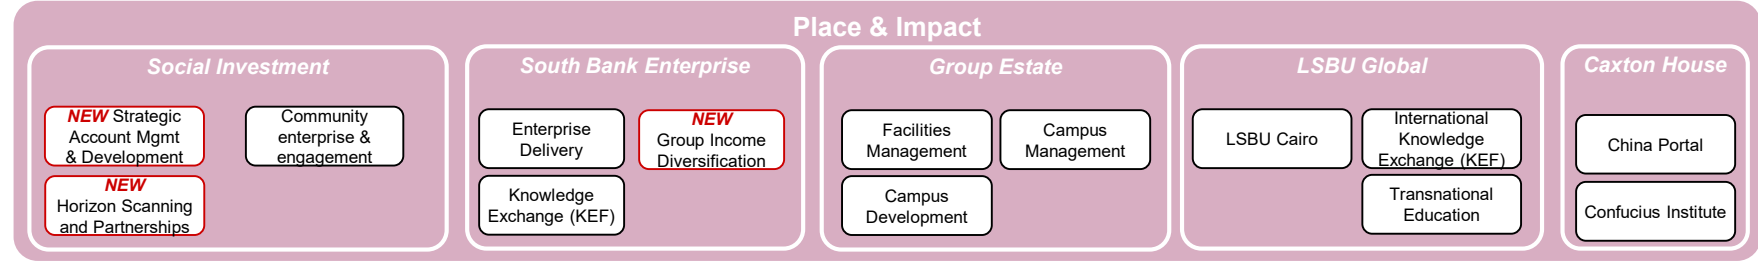 Place & Impact
Social Investment
NEW Strategic
Account Mgmt
& Development
Community
enterprise &
engagement
NEW
Horizon Scanning
and Partnerships
South Bank Enterprise
Enterprise
Delivery
NEW
Group Income
Diversification
Knowledge
Exchange (KEF)
Group Estate
Facilities
Management
Campus
Management
Campus
Development
LSBU Global
LSBU Cairo
International
Knowledge
Exchange (KEF)
Transnational
Education
Caxton House
China Portal
Confucius Institute